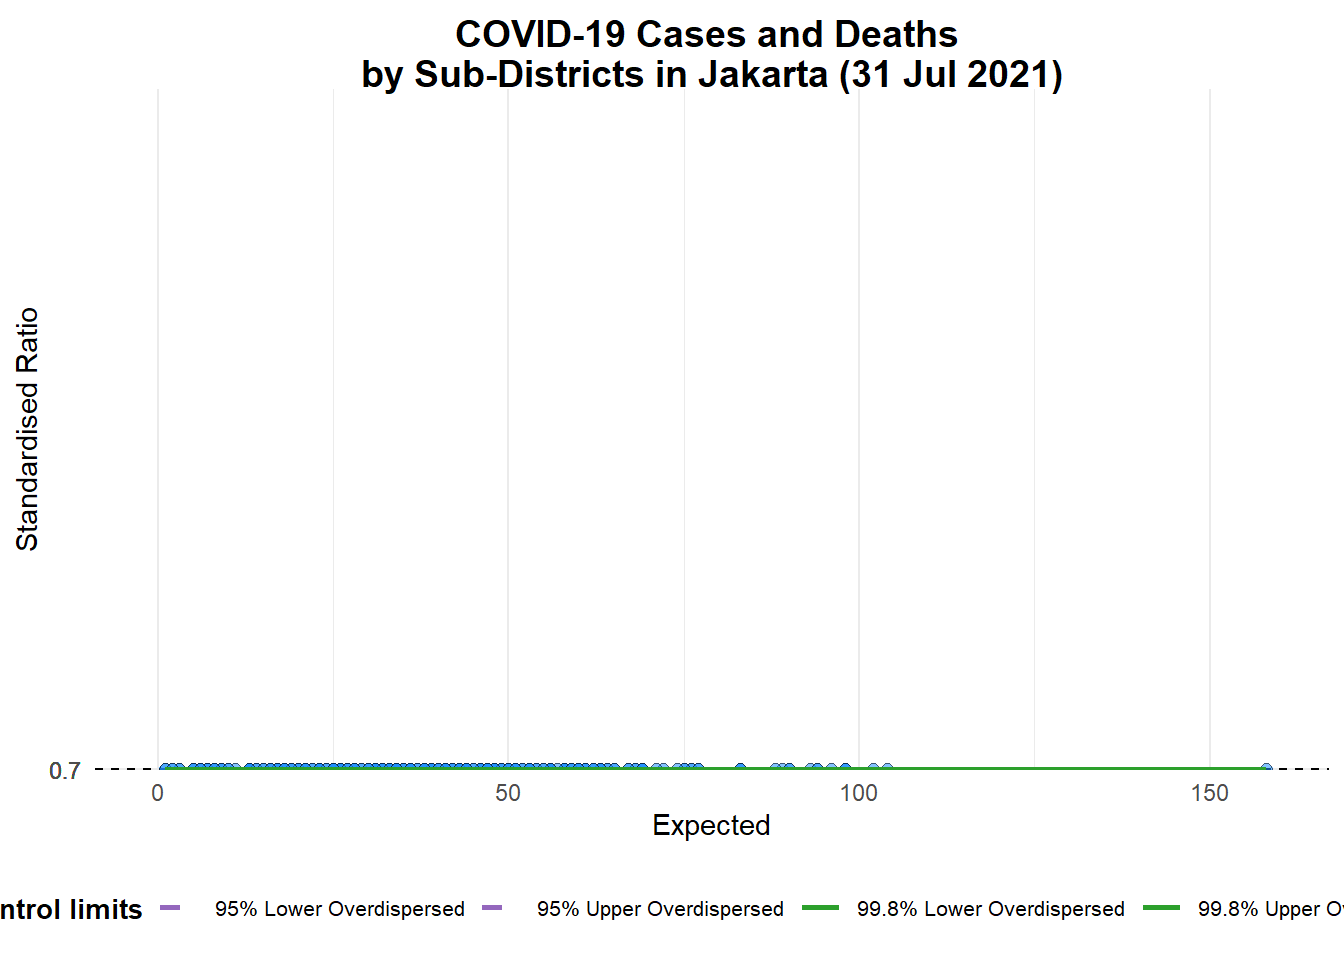 COVID-19 Cases and Deaths
by Sub-Districts in Jakarta (31 Jul 2021)
Standardised Ratio
0.7
0 50 100 150
Expected
ntrol limits 95% Lower Overdispersed 95% Upper Overdispersed 99.8% Lower Overdispersed 99.8% Upper Ov